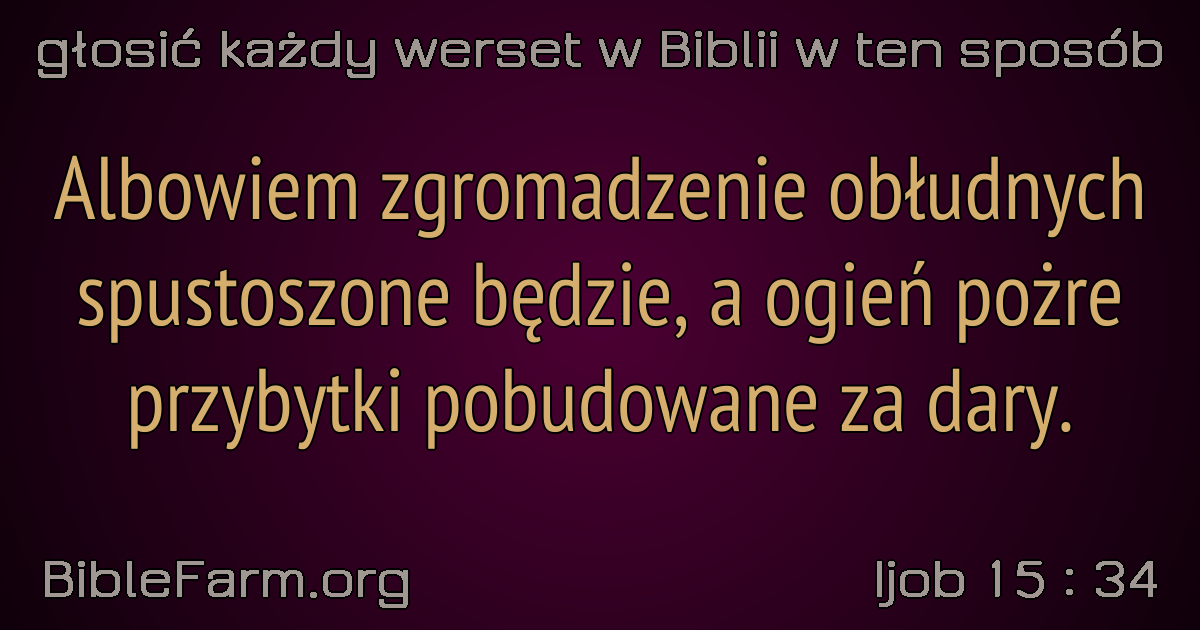 głosić każdy werset w Biblii w ten sposób
Albowiem zgromadzenie obłudnych
spustoszone będzie, a ogień pożre
przybytki pobudowane za dary.
BibleFarm.org
Ijob 15 : 34